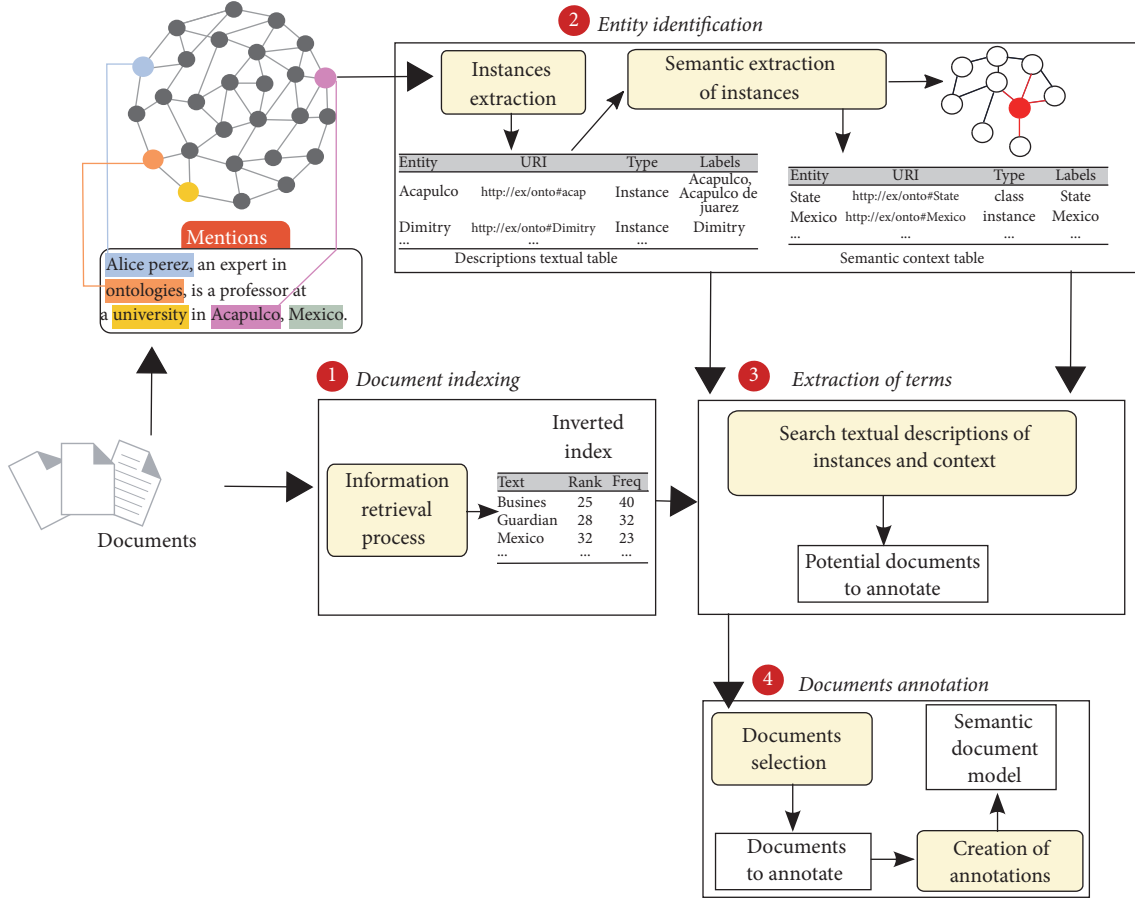 2 Entity identification
Instances
extraction
Semantic extraction
of instances
Entity URI Type Labels
Acapulco http://ex/onto#acap Instance Acapulco,
Acapulco de
juarez
Dimitry http://ex/onto#Dimitry Instance Dimitry
... ... ...
Descriptions textual table
Entity URI Type Labels
State http://ex/onto#State class State
Mexico http://ex/onto#Mexico instance Mexico
... ... ... ...
Semantic context table
Mentions
Alice perez, an expert in
ontologies, is a professor at
a university in Acapulco, Mexico.
Documents
1 Document indexing
Information
retrieval
process
Inverted
index
Text Rank Freq
Busines 25 40
Guardian 28 32
Mexico 32 23
... ... ...
3 Extraction of terms
Search textual descriptions of
instances and context
Potential documents
to annotate
4 Documents annotation
Documents
selection
Documents
to annotate
Creation of
annotations
Semantic
document
model